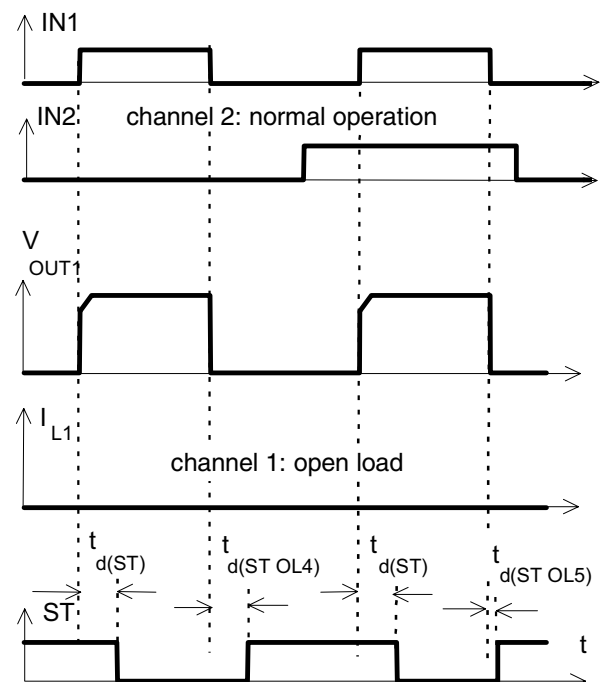 IN1
IN2
channel 2: normal operation
V
OUT1
I
L1
channel 1: open load
t
d(ST)
t
d(ST OL4)
t
d(ST)
t
d(ST OL5)
ST
t